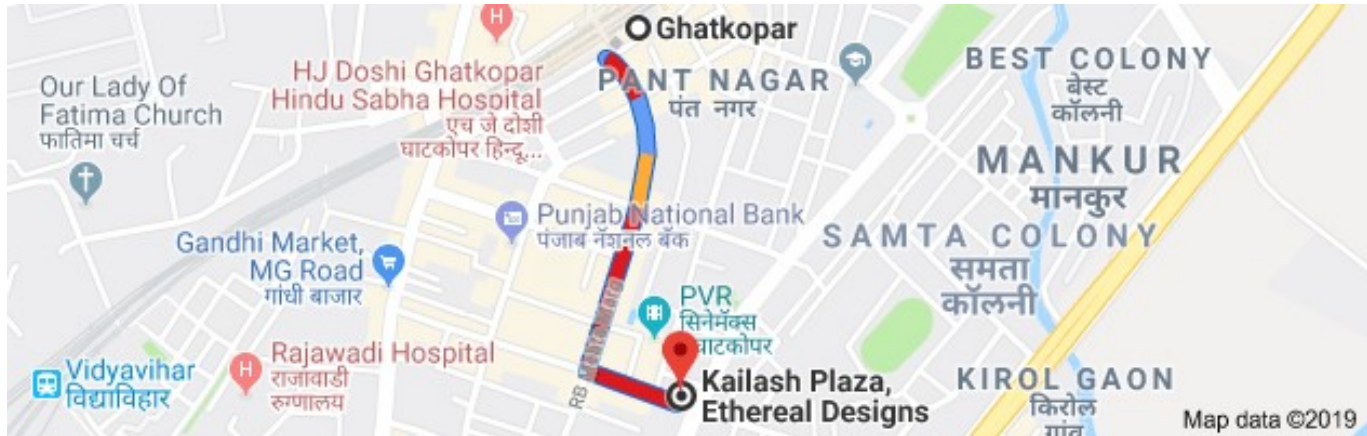 Ghatkopar
PANT NAGAR
पंत नगर
BEST COLONY
बेस्ट
कॉलनी
HJ Doshi Ghatkopar
Hindu Sabha Hospital
एच जे दोशी
घाटकोपर हिन्दू...
Our Lady Of
Fatima Church
फातिमा चर्च
MANKUR
मानकुर
Punjab National Bank
पंजाब नॅशनल बँक
SAMTA COLONY
समता
कॉलनी
Gandhi Market,
MG Road
गांधी बाजार
PVR
सिनेमॅक्स
घाटकोपर
Rajawadi Hospital
राजावाडी
रुग्णालय
Vidyavihar
विद्याविहार
RB
Kailash Plaza,
Ethereal Designs
KIROL GAON
किरोल
गांव
Map data ©2019